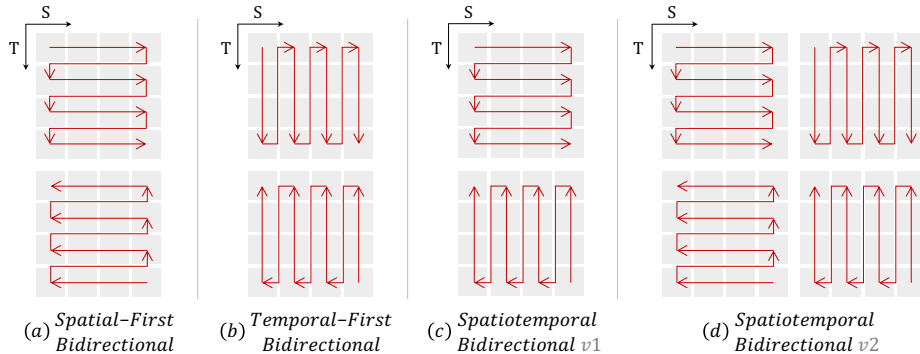 S
T
S
T
S
T
S
T
(a) Spatial–First
Bidirectional
(b) Temporal–First
Bidirectional
(c) Spatiotemporal
Bidirectional v1
(d) Spatiotemporal
Bidirectional v2